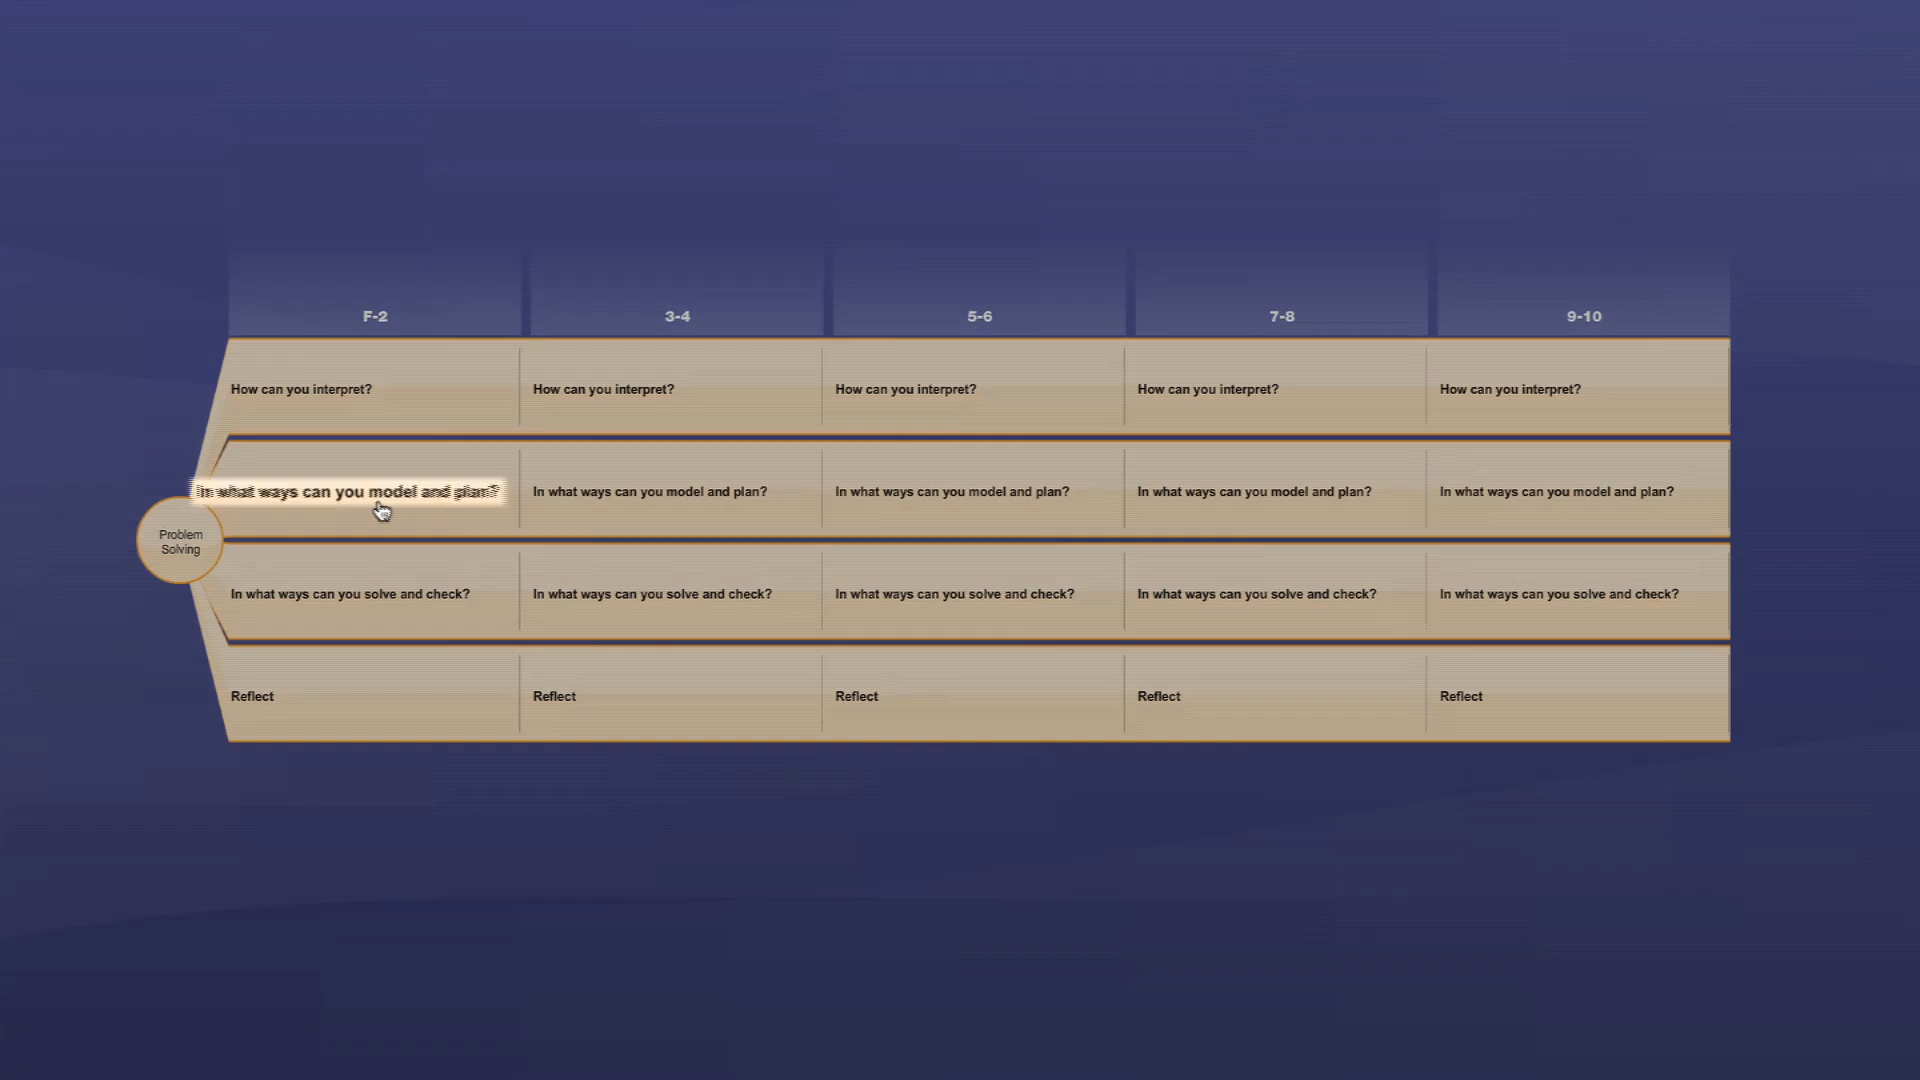 F-2 3-4 5-6 7-8 9-10
How can you interpret? How can you interpret? How can you interpret? How can you interpret? How can you interpret?
In what ways can you model and plan? In what ways can you model and plan? In what ways can you model and plan? In what ways can you model and plan? In what ways can you model and plan?
Problem
Solving
In what ways can you solve and check? In what ways can you solve and check? In what ways can you solve and check? In what ways can you solve and check? In what ways can you solve and check?
Reflect Reflect Reflect Reflect Reflect